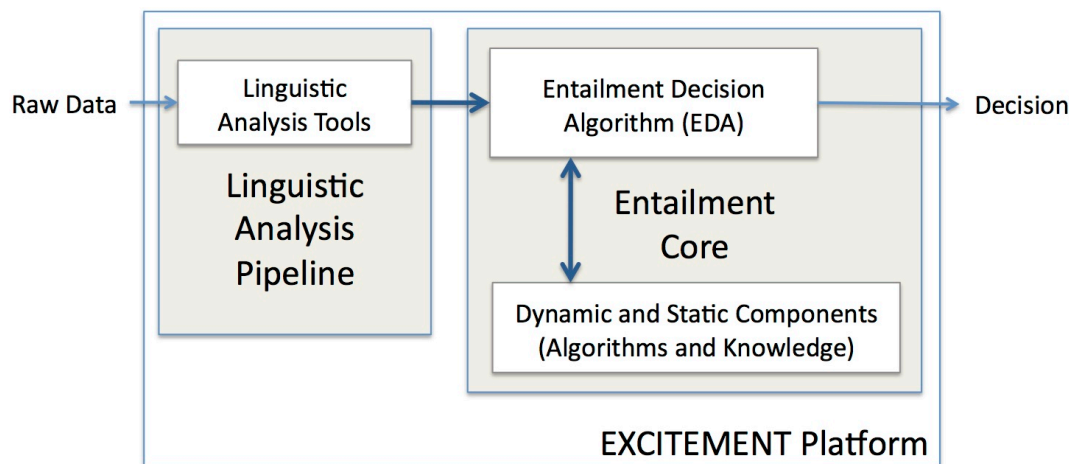 Raw Data
Linguistic
Analysis Tools
Linguistic
Analysis
Pipeline
Entailment Decision
Algorithm (EDA)
Entailment
Core
Dynamic and Static Components
(Algorithms and Knowledge)
Decision
EXCITEMENT Platform